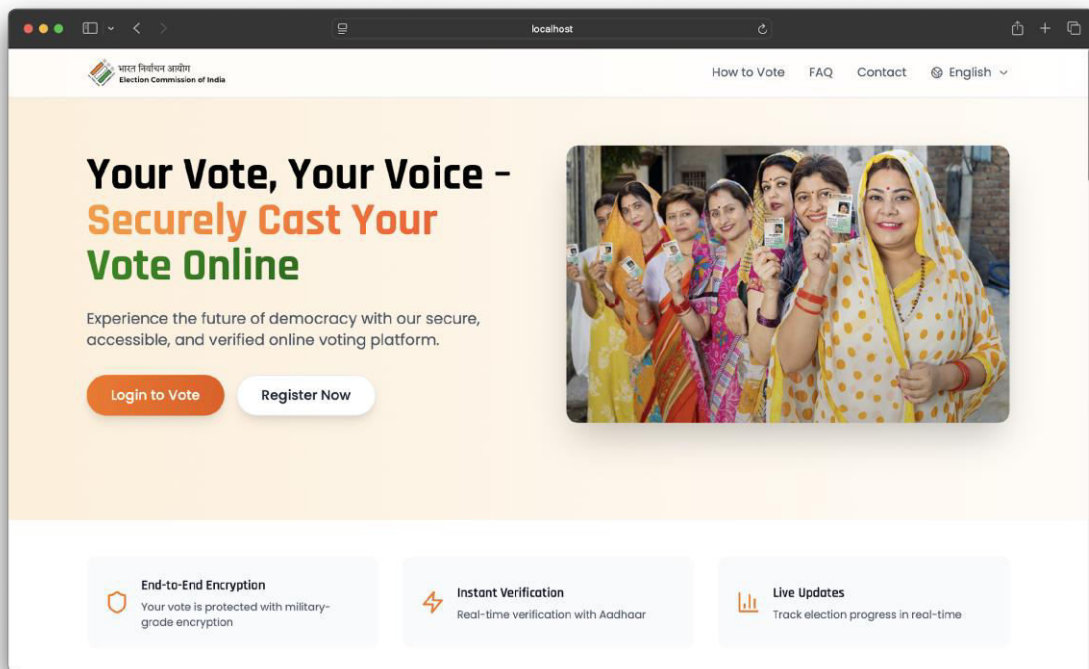 localhost
भारत निर्वाचन आयोग
Election Commission of India
How to Vote
FAQ
Contact
English
Your Vote, Your Voice –
Securely Cast Your
Vote Online
Experience the future of democracy with our secure,
accessible, and verified online voting platform.
Login to Vote
Register Now
End-to-End Encryption
Your vote is protected with military-
grade encryption
Instant Verification
Real-time verification with Aadhaar
Live Updates
Track election progress in real-time